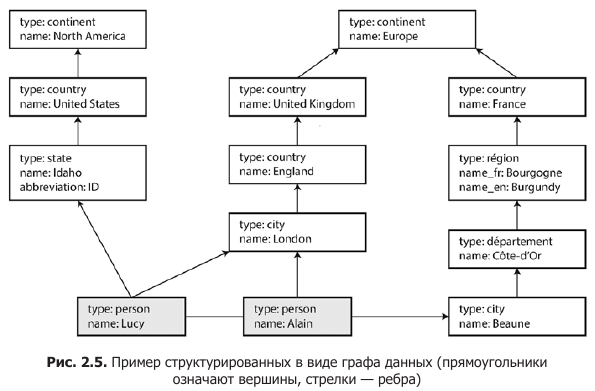 type: continent
name: North America
type: continent
name: Europe
type: country
name: United States
type: country
name: United Kingdom
type: country
name: France
type: state
name: Idaho
abbreviation: ID
type: country
name: England
type: région
name_fr: Bourgogne
name_en: Burgundy
type: city
name: London
type: département
name: Côte-d'Or
type: person
name: Lucy
type: person
name: Alain
type: city
name: Beaune
Рис. 2.5. Пример структурированных в виде графа данных (прямоугольники
означают вершины, стрелки — ребра)